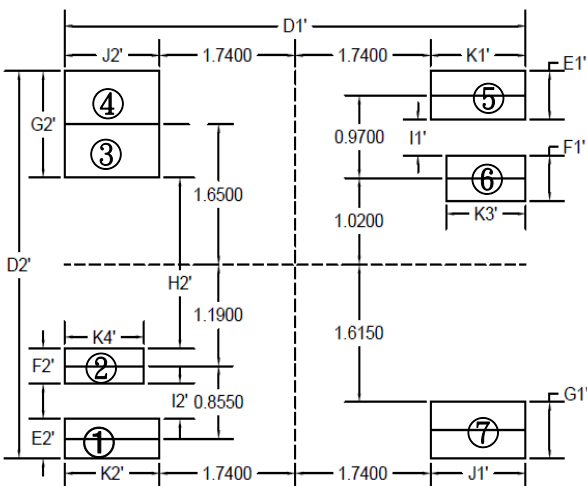 D1'
J2' 1.7400 1.7400 K1'
E1'
④ ⑤
G2' 0.9700 I1' F1'
③ ⑥
1.6500 1.0200 K3'
D2' H2'
1.1900 1.6150
K4'
F2' ② G1'
I2' 0.8550
E2' ① ⑦
K2' 1.7400 1.7400 J1'